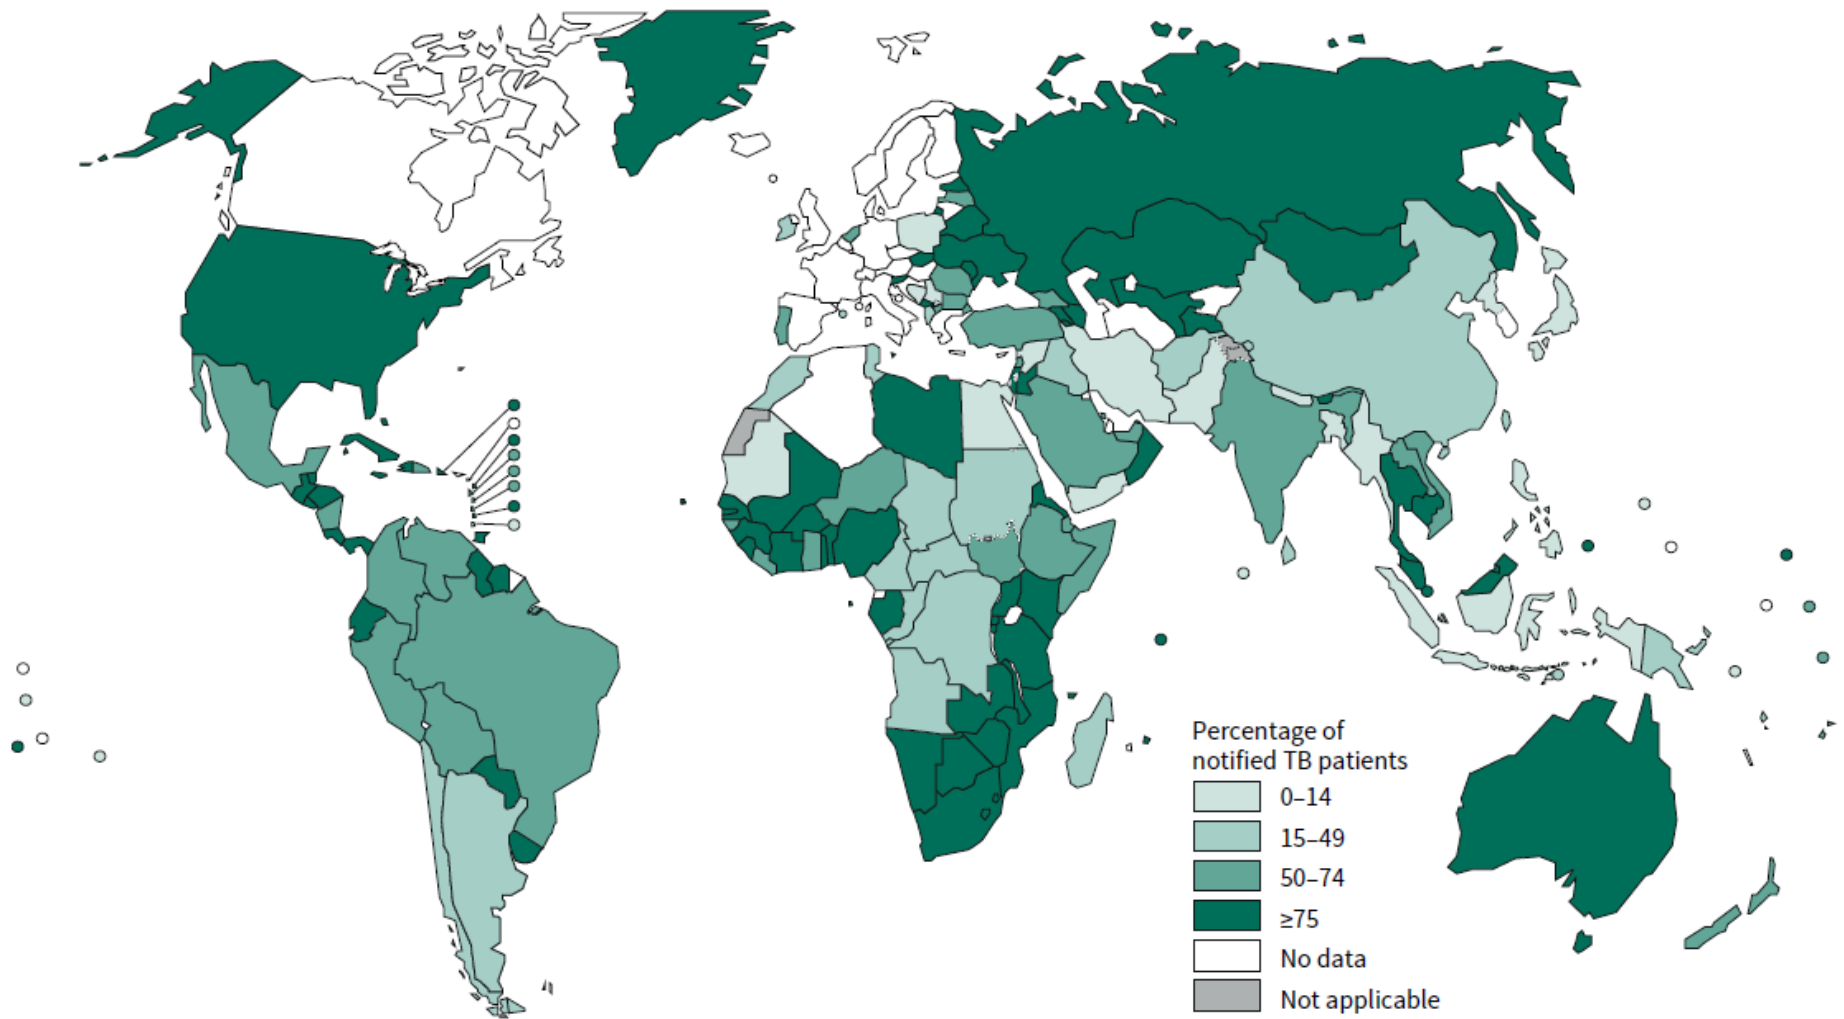 Percentage of
notified TB patients
0–14
15–49
50–74
≥75
No data
Not applicable